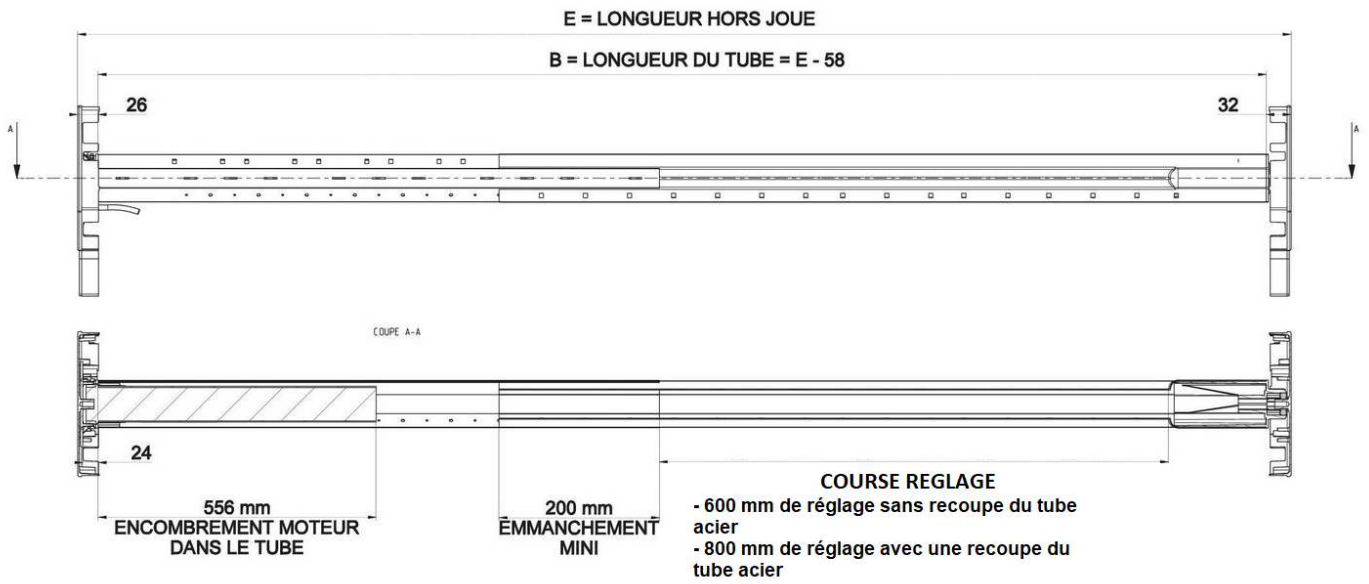 E = LONGUEUR HORS JOUE
B = LONGUEUR DU TUBE = E - 58
26
32
A
A
COUPE A-A
24
556 mm
ENCOMBREMENT MOTEUR
DANS LE TUBE
200 mm
EMMANCHEMENT
MINI
COURSE REGLAGE
- 600 mm de réglage sans recoupe du tube
acier
- 800 mm de réglage avec une recoupe du
tube acier